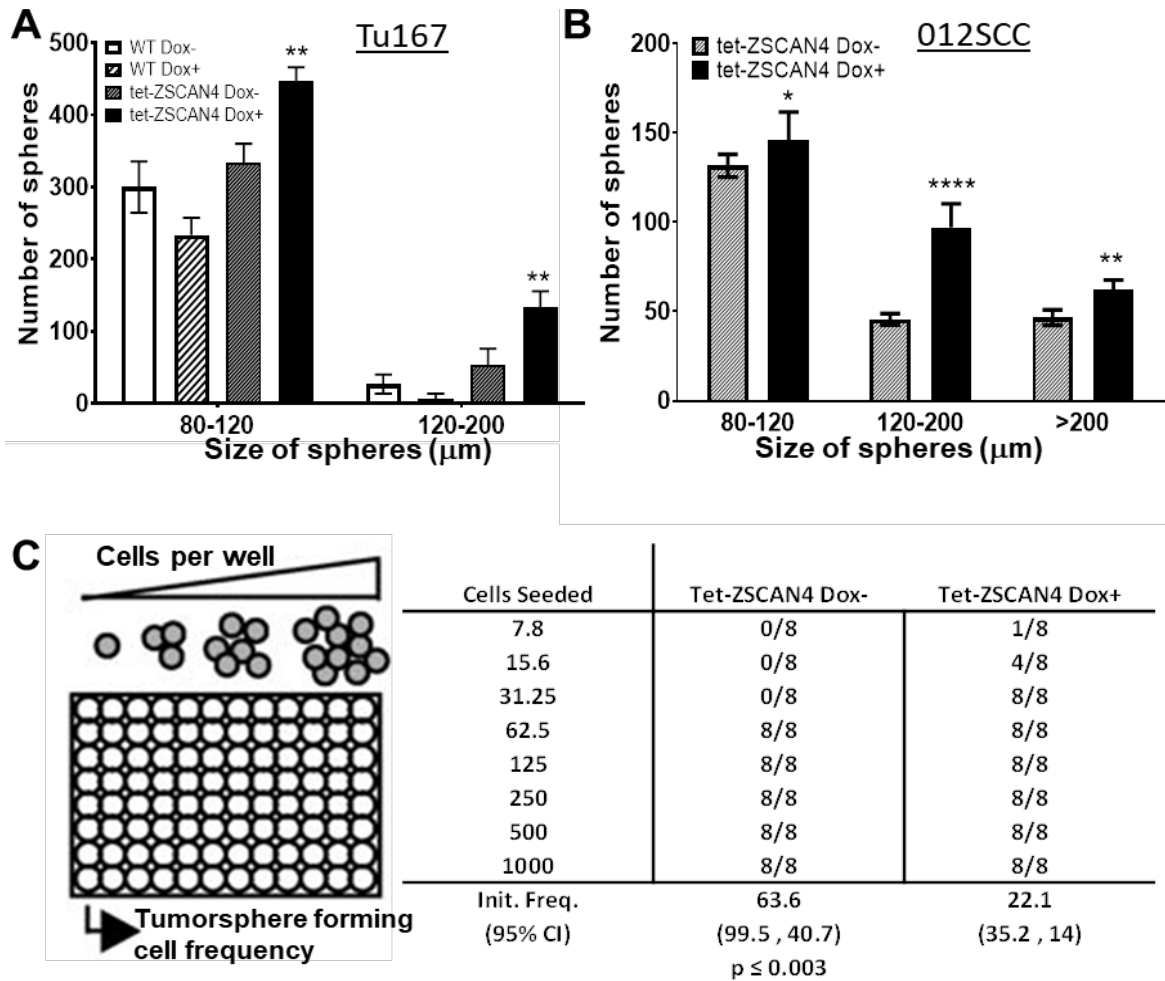 A
Tu167
WT Dox-
WT Dox+
tet-ZSCAN4 Dox-
tet-ZSCAN4 Dox+
**
**
500
400
300
200
100
0
Number of spheres
80-120
120-200
Size of spheres (μm)
B
012SCC
tet-ZSCAN4 Dox-
tet-ZSCAN4 Dox+
*
****
**
200
150
100
50
0
Number of spheres
80-120
120-200
>200
Size of spheres (μm)
C
Cells per well
Tumorsphere forming
cell frequency
Cells Seeded Tet-ZSCAN4 Dox- Tet-ZSCAN4 Dox+
7.8 0/8 1/8
15.6 0/8 4/8
31.25 0/8 8/8
62.5 8/8 8/8
125 8/8 8/8
250 8/8 8/8
500 8/8 8/8
1000 8/8 8/8
Init. Freq. 63.6 22.1
(95% CI) (99.5 , 40.7) (35.2 , 14)
p ≤ 0.003